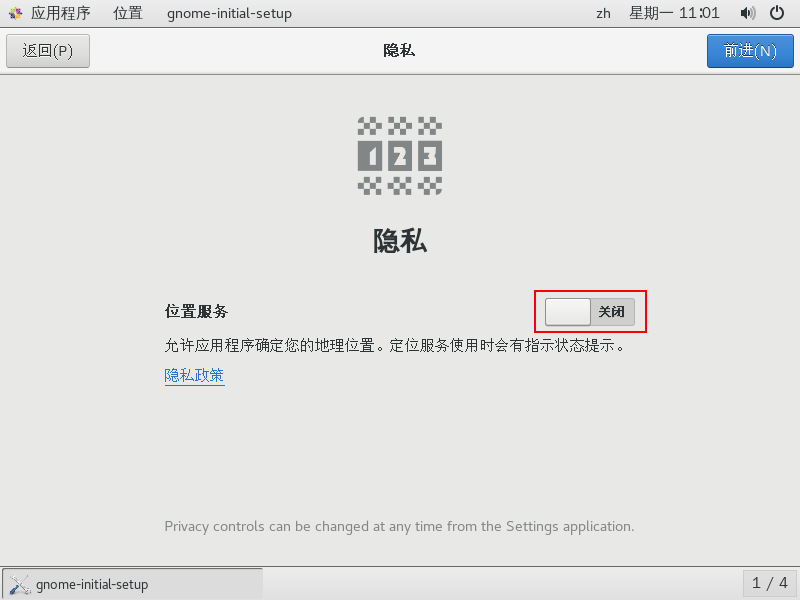 应用程序 位置 gnome-initial-setup zh 星期一 11:01
返回(P) 隐私 前进(N)
1 2 3
隐私
位置服务 关闭
允许应用程序确定您的地理位置。定位服务使用时会有指示状态提示。
隐私政策
Privacy controls can be changed at any time from the Settings application.
gnome-initial-setup 1 / 4